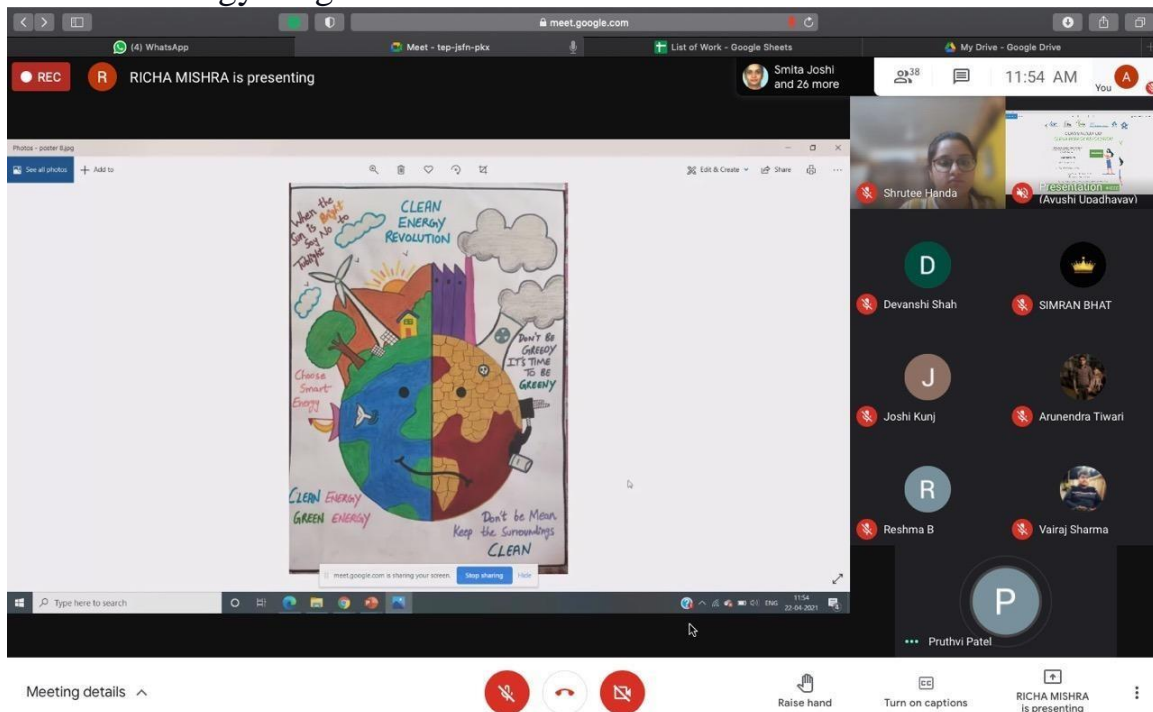 meet.google.com
(4) WhatsApp
Meet - tep-jsfn-pkx
List of Work - Google Sheets
My Drive - Google Drive
REC
R
RICHA MISHRA is presenting
Smita Joshi
and 26 more
38
11:54 AM
You
A
Photos - poster 8.jpg
See all photos
Add to
Edit & Create
Share
When the
Sun is Bright
Say No to
Tublight
CLEAN
ENERGY
REVOLUTION
DON'T BE
GREEDY
IT'S TIME
TO BE
GREENY
Choose
Smart
Energy
CLEAN ENERGY
GREEN ENERGY
Don't be Mean
Keep the Surroundings
CLEAN
meet.google.com is sharing your screen.
Stop sharing
Hide
Type here to search
ENG
11:54
22-04-2021
Shrutee Handa
Presentation
(Ayushi Upadhayay)
D
Devanshi Shah
SIMRAN BHAT
J
Joshi Kunj
Arunendra Tiwari
R
Reshma B
Vairaj Sharma
P
Pruthvi Patel
Meeting details
Raise hand
CC
Turn on captions
RICHA MISHRA
is presenting